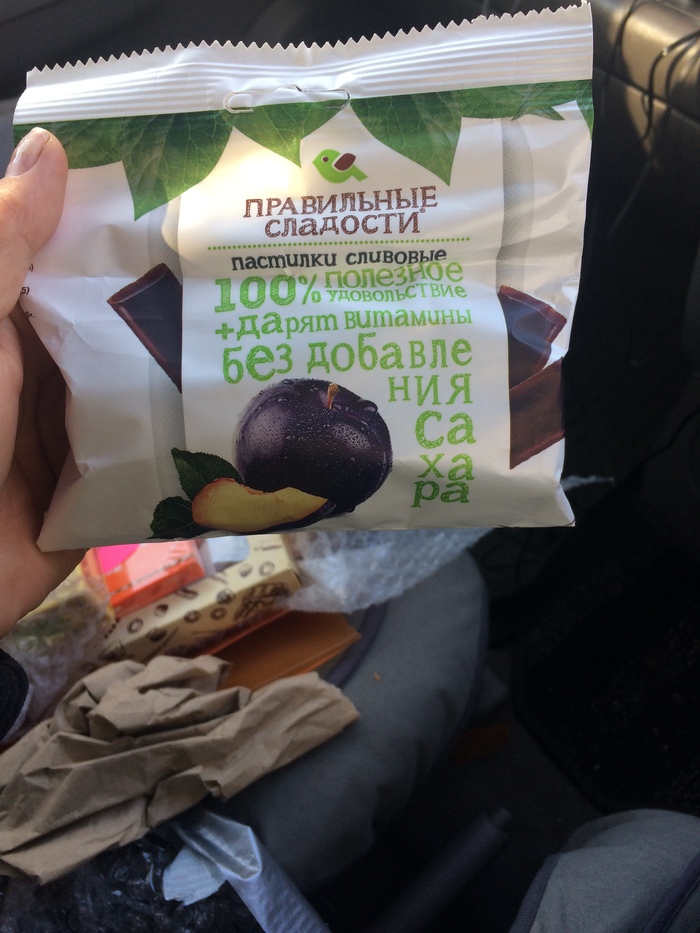 ПРАВИЛЬНЫЕ
СЛАДОСТИ®
пастилки сливовые
100% полезное
удовольствие
+дарят витамины
без добавле
ния
са
ха
ра